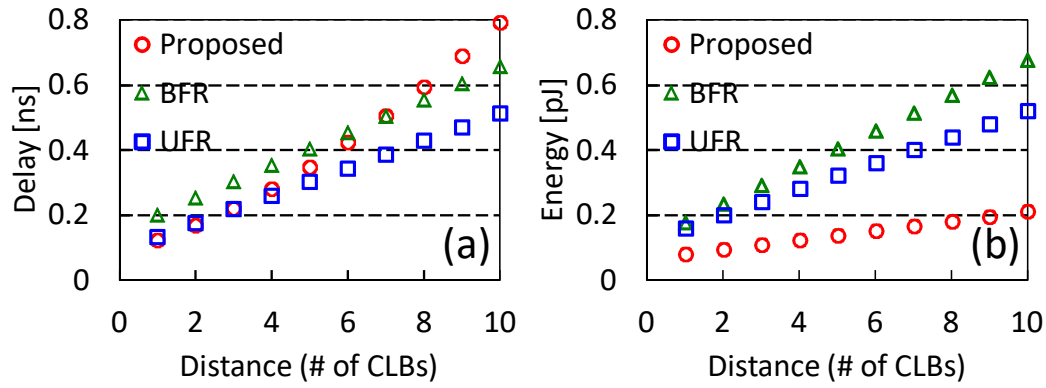 0.8
0.6
0.4
0.2
0
Delay [ns]
Proposed
BFR
UFR
(a)
0 2 4 6 8 10
Distance (# of CLBs)
0.8
0.6
0.4
0.2
0
Energy [pJ]
Proposed
BFR
UFR
(b)
0 2 4 6 8 10
Distance (# of CLBs)